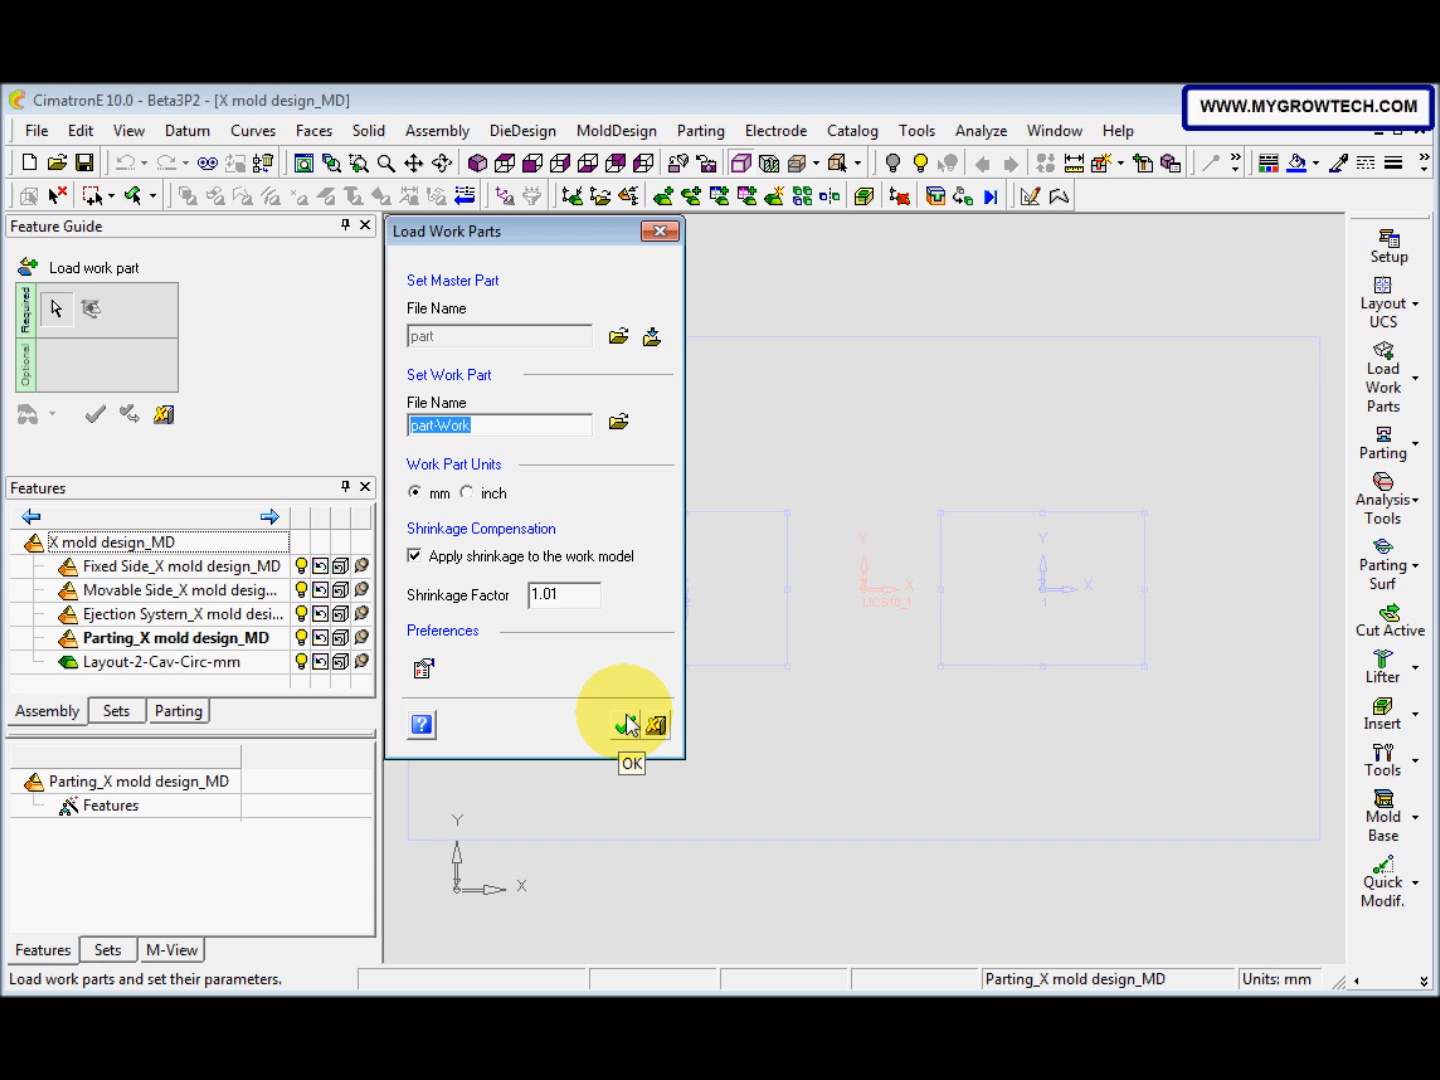 CimatronE 10.0 - Beta3P2 - [X mold design_MD]
WWW.MYGROWTECH.COM
File Edit View Datum Curves Faces Solid Assembly DieDesign MoldDesign Parting Electrode Catalog Tools Analyze Window Help
Feature Guide
Load work part
Required
Optional
Features
X mold design_MD
Fixed Side_X mold design_MD
Movable Side_X mold desig...
Ejection System_X mold desi...
Parting_X mold design_MD
Layout-2-Cav-Circ-mm
Assembly Sets Parting
Parting_X mold design_MD
Features
Features Sets M-View
Load Work Parts
Set Master Part
File Name
part
Set Work Part
File Name
part-Work
Work Part Units
mm inch
Shrinkage Compensation
Apply shrinkage to the work model
Shrinkage Factor 1.01
Preferences
?
OK
Y
X
UCS10_1
Y
X
1
Y
X
Setup
Layout
UCS
Load
Work
Parts
Parting
Analysis
Tools
Parting
Surf
Cut Active
Lifter
Insert
Tools
Mold
Base
Quick
Modif.
Load work parts and set their parameters.
Parting_X mold design_MD
Units: mm